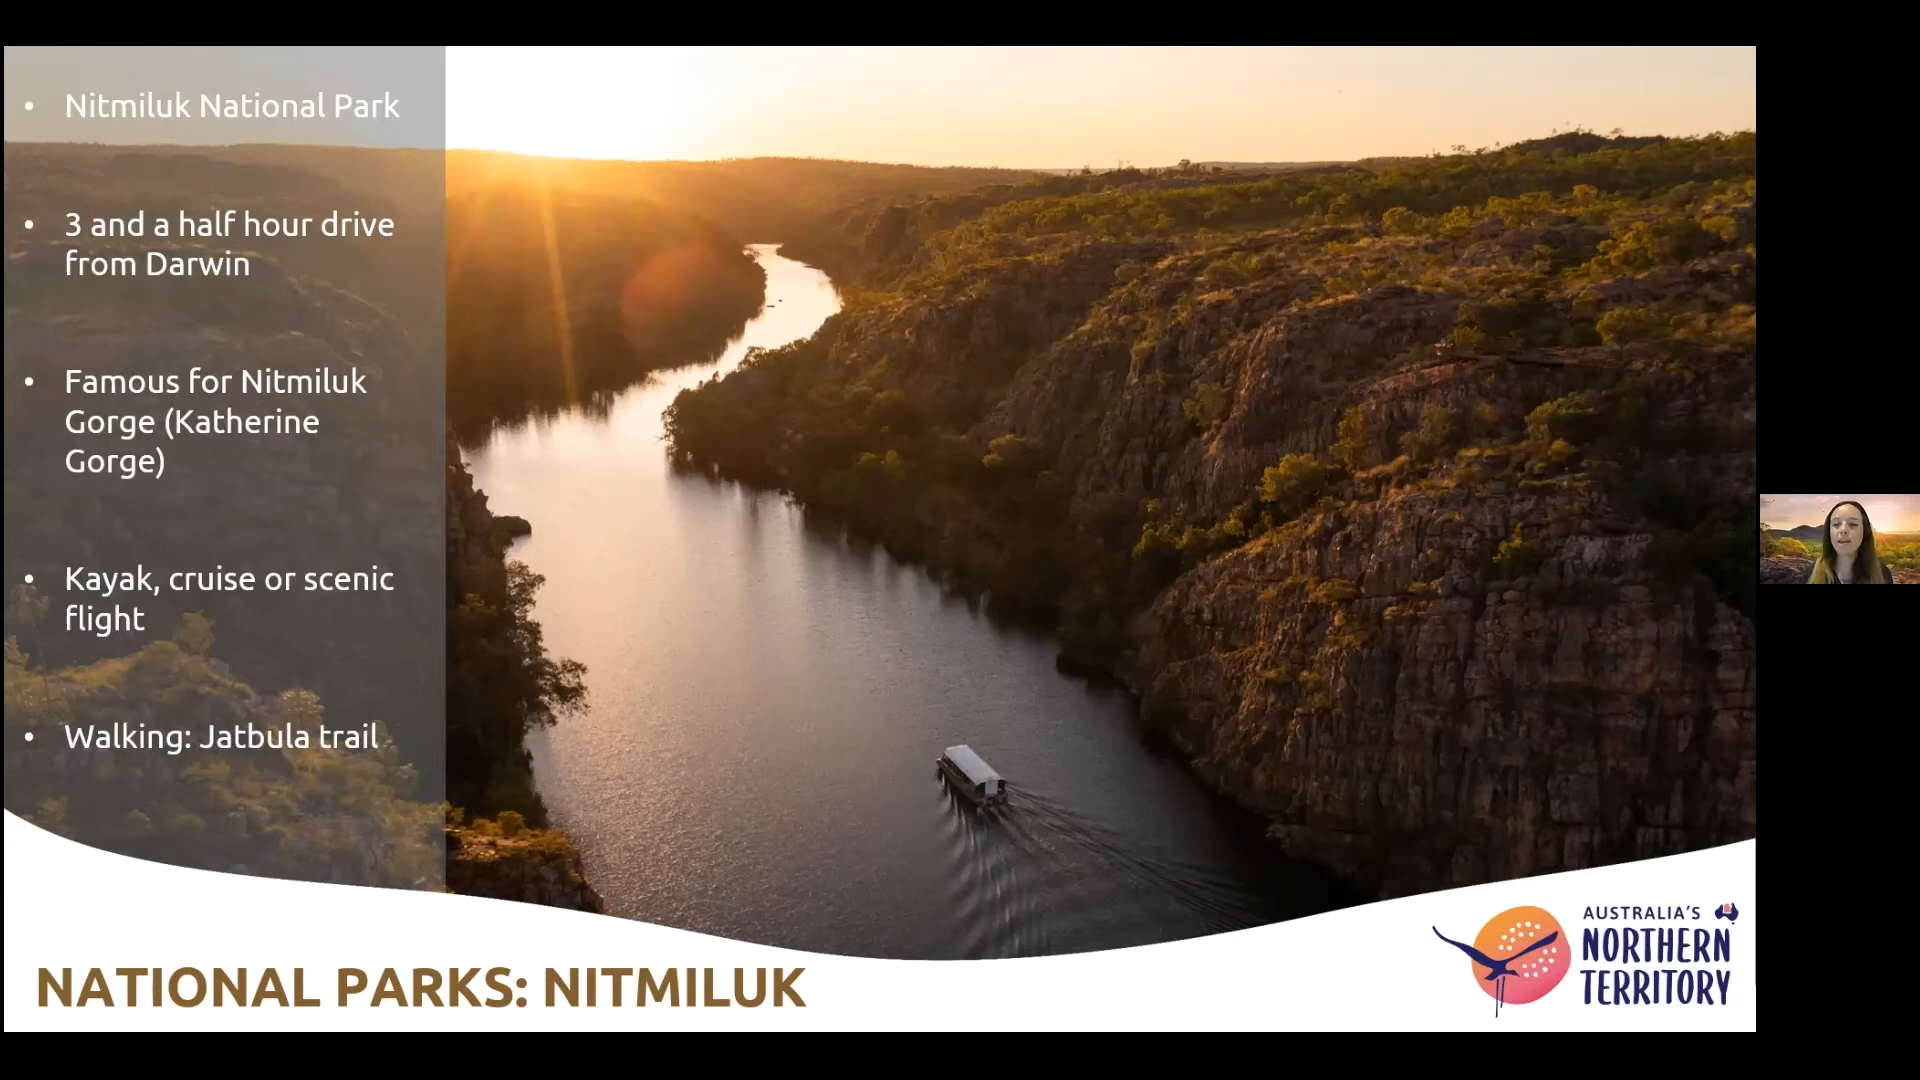 • Nitmiluk National Park
• 3 and a half hour drive
from Darwin
• Famous for Nitmiluk
Gorge (Katherine
Gorge)
• Kayak, cruise or scenic
flight
• Walking: Jatbula trail
NATIONAL PARKS: NITMILUK
AUSTRALIA'S
NORTHERN
TERRITORY